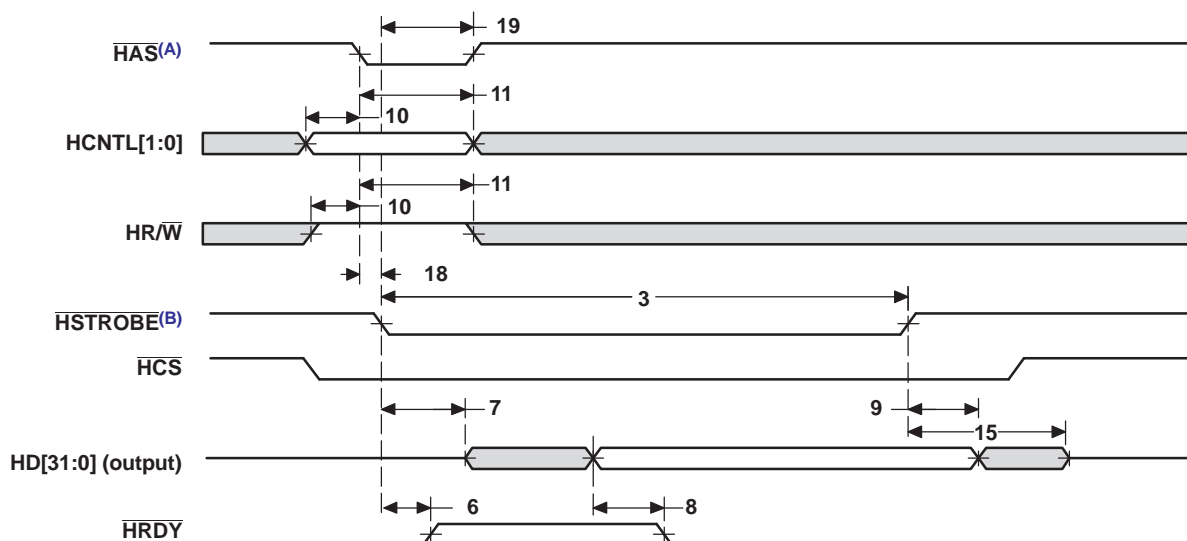 19
HAS(A)
11
10
HCNTL[1:0]
11
10
HR/W
18
3
HSTROBE(B)
HCS
7
9
15
HD[31:0] (output)
6
8
HRDY